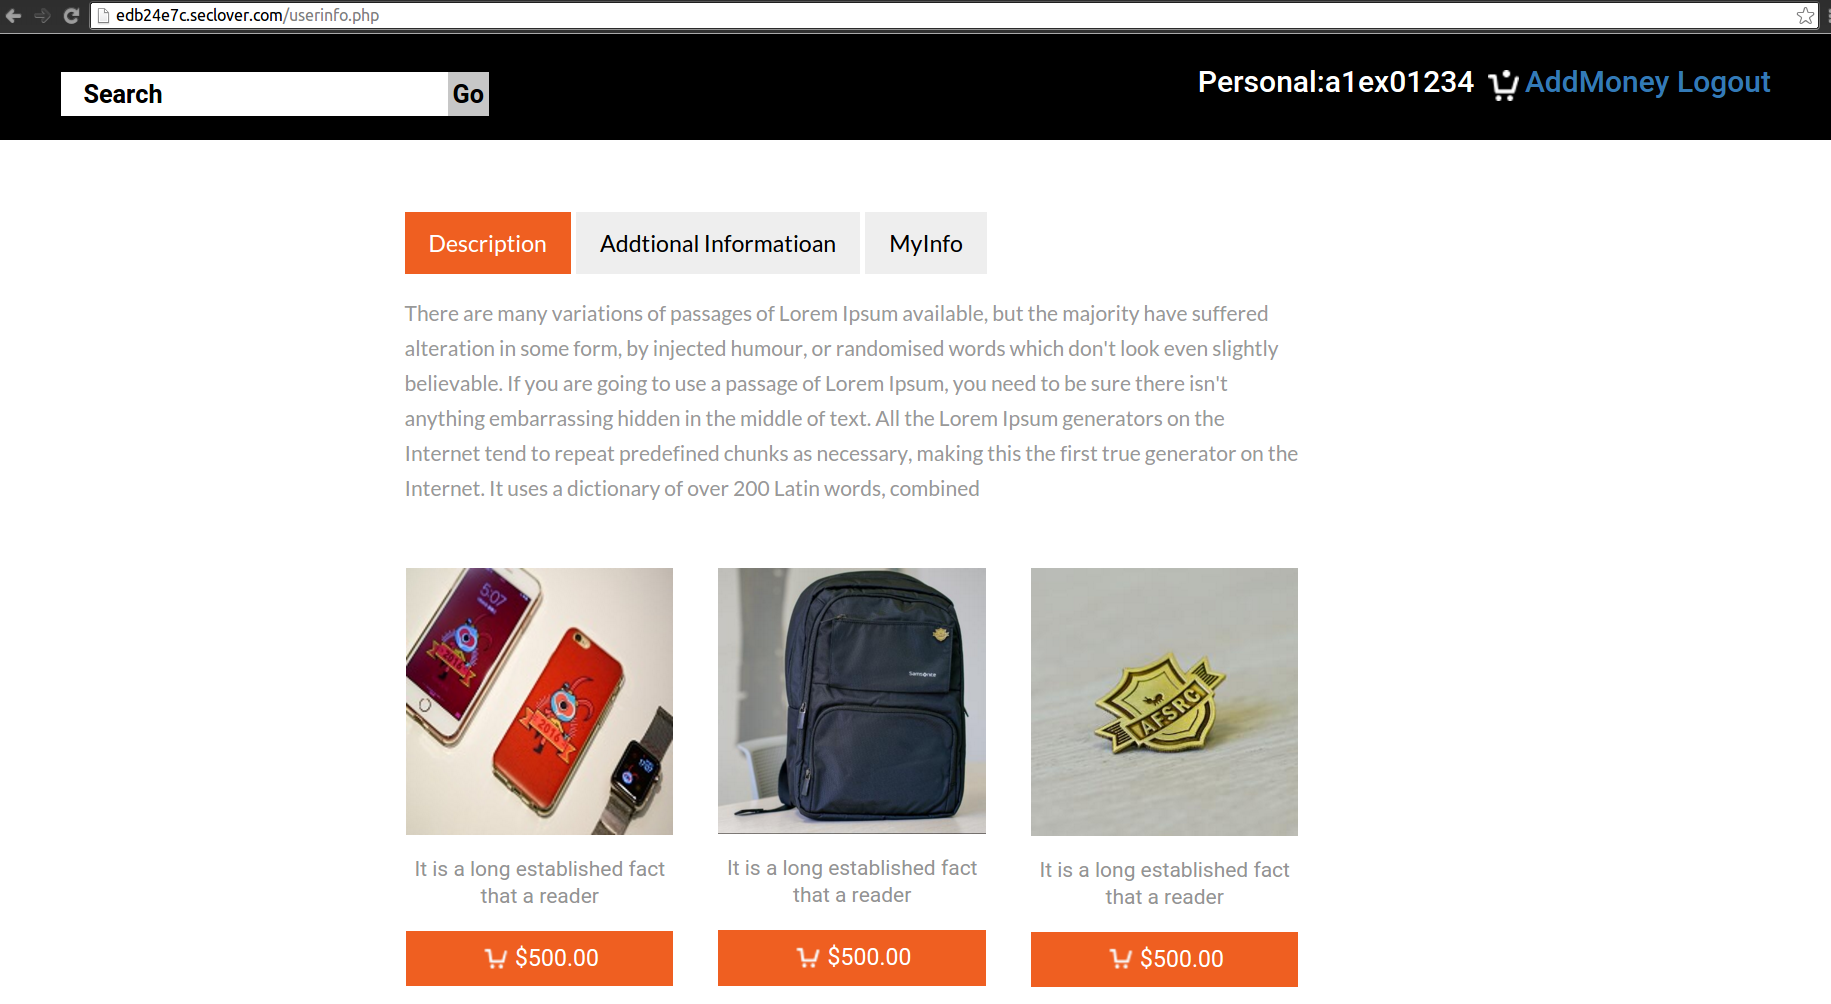 edb24e7c.seclover.com/userinfo.php
Search Go
Personal:a1ex01234 AddMoney Logout
Description Addtional Informatioan MyInfo
There are many variations of passages of Lorem Ipsum available, but the majority have suffered
alteration in some form, by injected humour, or randomised words which don't look even slightly
believable. If you are going to use a passage of Lorem Ipsum, you need to be sure there isn't
anything embarrassing hidden in the middle of text. All the Lorem Ipsum generators on the
Internet tend to repeat predefined chunks as necessary, making this the first true generator on the
Internet. It uses a dictionary of over 200 Latin words, combined
5:07
2016
2016
Samsonite
AFSRC
It is a long established fact
that a reader
It is a long established fact
that a reader
It is a long established fact
that a reader
$500.00
$500.00
$500.00